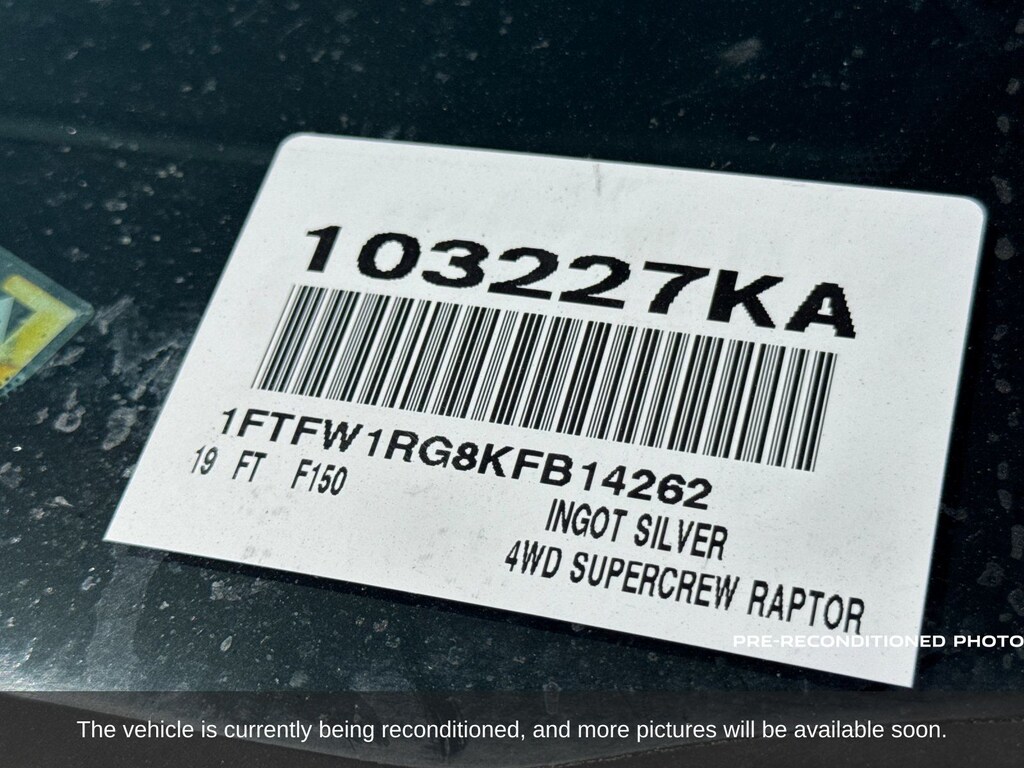 103227KA
1FTFW1RG8KFB14262
19 FT F150
INGOT SILVER
4WD SUPERCREW RAPTOR
PRE-RECONDITIONED PHOTO
The vehicle is currently being reconditioned, and more pictures will be available soon.